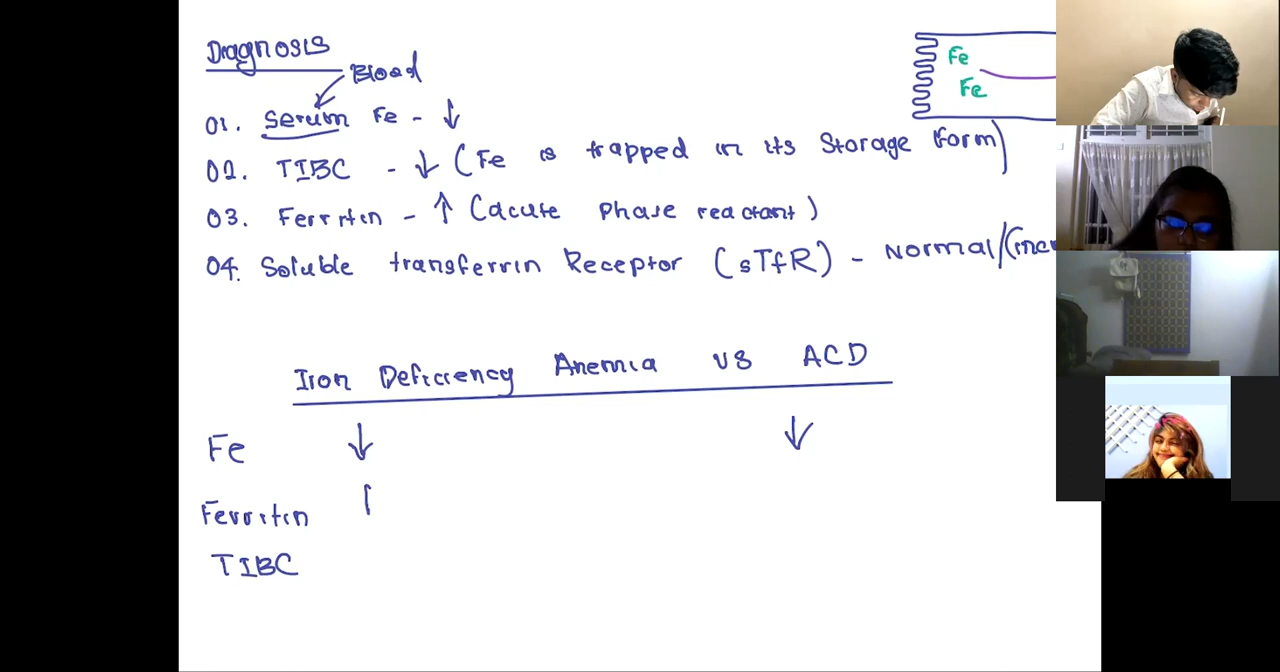 Diagnosis
Blood
01. Serum Fe - ↓
02. TIBC - ↓ (Fe is trapped in its storage form)
03. Ferritin - ↑ (acute phase reactant)
04. Soluble transferrin Receptor (sTfR) - Normal/(incr
Fe
Fe
Iron Deficiency Anemia vs ACD
Fe ↓ ↓
Ferritin
TIBC